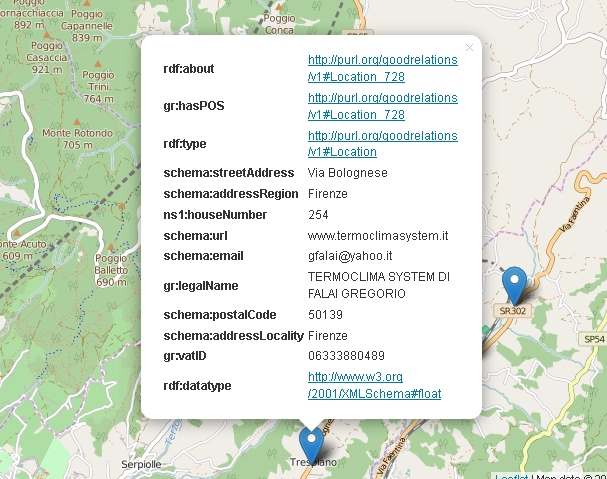 Poggio
Cornacchiaccia
892 m
Poggio
Capannelle
839 m
Poggio
Conca
Poggio
Casaccia
921 m
Poggio
Trini
764 m
Monte Rotondo
705 m
Monte Acuto
609 m
Poggio
Balletto
690 m
×
rdf:about http://purl.org/goodrelations
/v1#Location_728
gr:hasPOS http://purl.org/goodrelations
/v1#Location_728
rdf:type http://purl.org/goodrelations
/v1#Location
schema:streetAddress Via Bolognese
schema:addressRegion Firenze
ns1:houseNumber 254
schema:url www.termoclimasystem.it
schema:email gfalai@yahoo.it
gr:legalName TERMOCLIMA SYSTEM DI
FALAI GREGORIO
schema:postalCode 50139
schema:addressLocality Firenze
gr:vatID 06333880489
rdf:datatype http://www.w3.org
/2001/XMLSchema#float
Via Faentina
SR302
SP54
Serpiolle
Via Faentina
Leaflet | Map data © 20